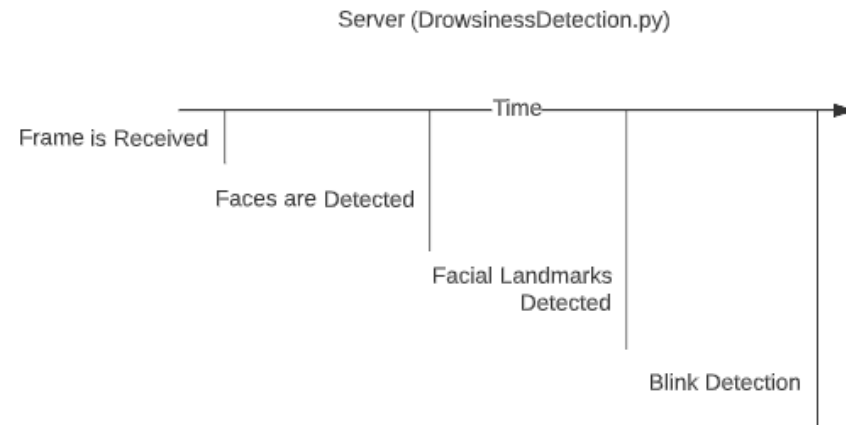 Server (DrowsinessDetection.py)
Time
Frame is Received
Faces are Detected
Facial Landmarks
Detected
Blink Detection